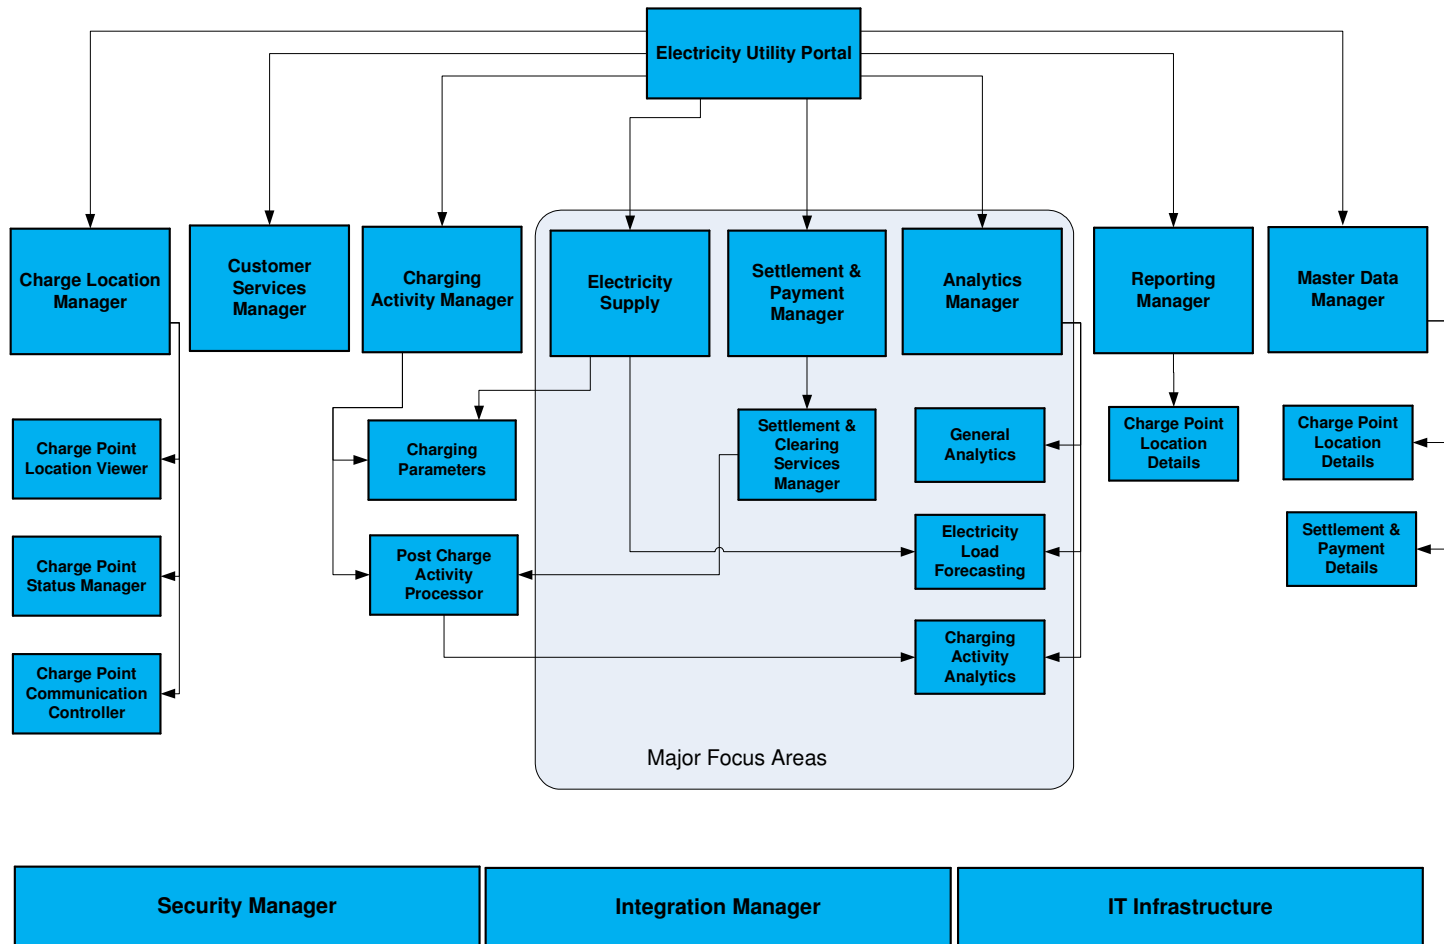 Electricity Utility Portal
Charge Location
Manager
Customer
Services
Manager
Charging
Activity Manager
Electricity
Supply
Settlement &
Payment
Manager
Analytics
Manager
Reporting
Manager
Master Data
Manager
Charge Point
Location Viewer
Charging
Parameters
Settlement &
Clearing
Services
Manager
General
Analytics
Charge Point
Location
Details
Charge Point
Location
Details
Charge Point
Status Manager
Post Charge
Activity
Processor
Electricity
Load
Forecasting
Settlement &
Payment
Details
Charge Point
Communication
Controller
Charging
Activity
Analytics
Major Focus Areas
Security Manager
Integration Manager
IT Infrastructure